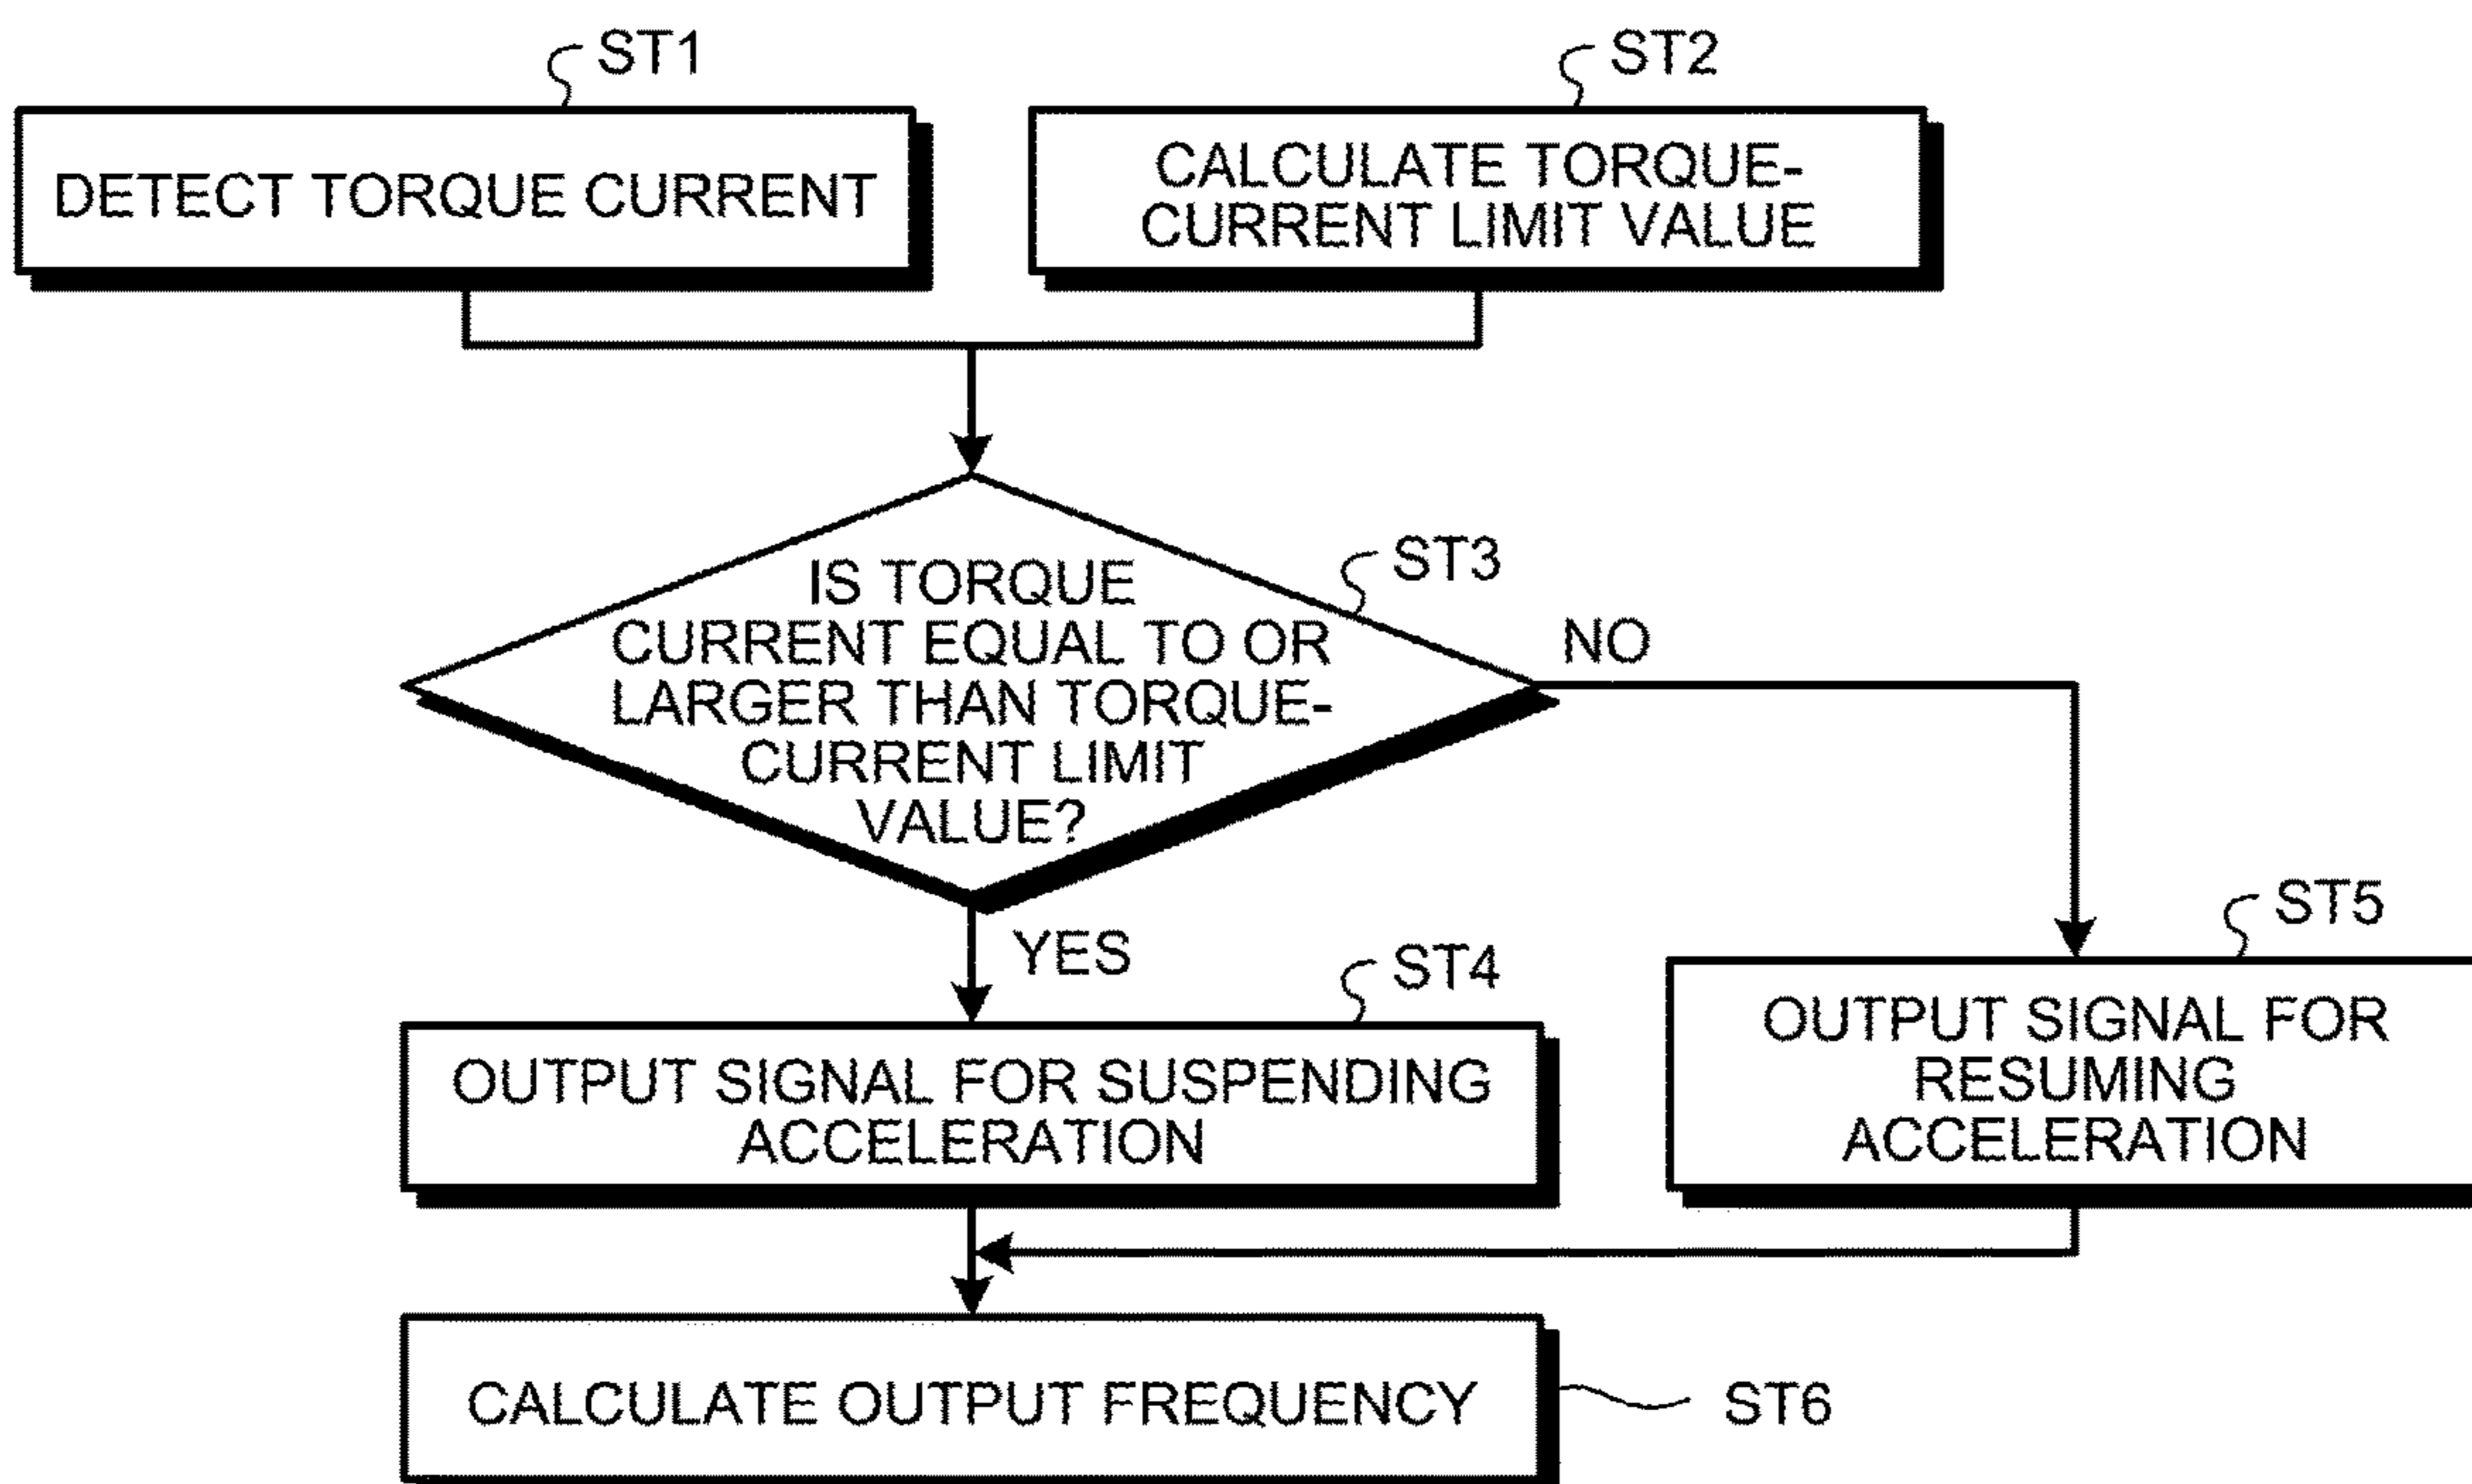 ST1
DETECT TORQUE CURRENT
ST2
CALCULATE TORQUE-
CURRENT LIMIT VALUE
ST3
IS TORQUE
CURRENT EQUAL TO OR
LARGER THAN TORQUE-
CURRENT LIMIT
VALUE?
NO
YES
ST4
OUTPUT SIGNAL FOR SUSPENDING
ACCELERATION
ST5
OUTPUT SIGNAL FOR
RESUMING
ACCELERATION
CALCULATE OUTPUT FREQUENCY
ST6